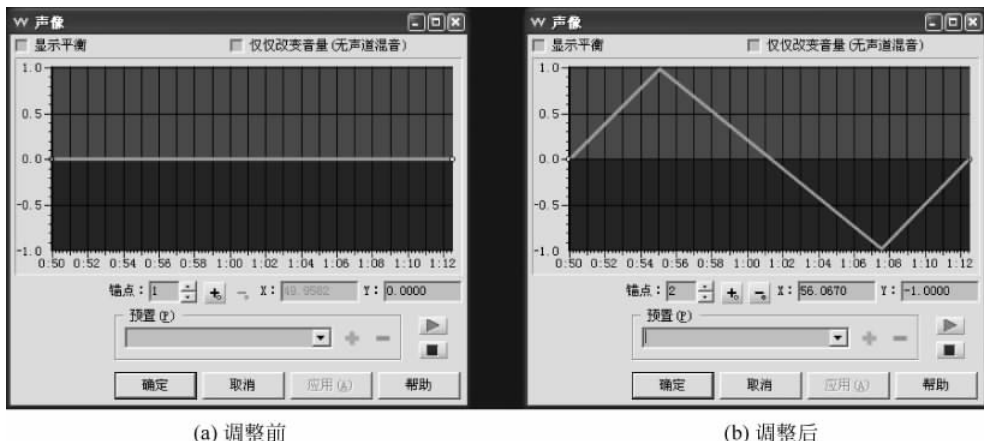 声像
显示平衡 仅仅改变音量(无声道混音)
1.0
0.5
0.0
-0.5
-1.0
0:50 0:52 0:54 0:56 0:58 1:00 1:02 1:04 1:06 1:08 1:10 1:12
锚点：1 X：49.9582 Y：0.0000
预置(P)
确定 取消 应用(A) 帮助
(a) 调整前
声像
显示平衡 仅仅改变音量(无声道混音)
1.0
0.5
0.0
-0.5
-1.0
0:50 0:52 0:54 0:56 0:58 1:00 1:02 1:04 1:06 1:08 1:10 1:12
锚点：2 X：56.0670 Y：-1.0000
预置(P)
确定 取消 应用(A) 帮助
(b) 调整后